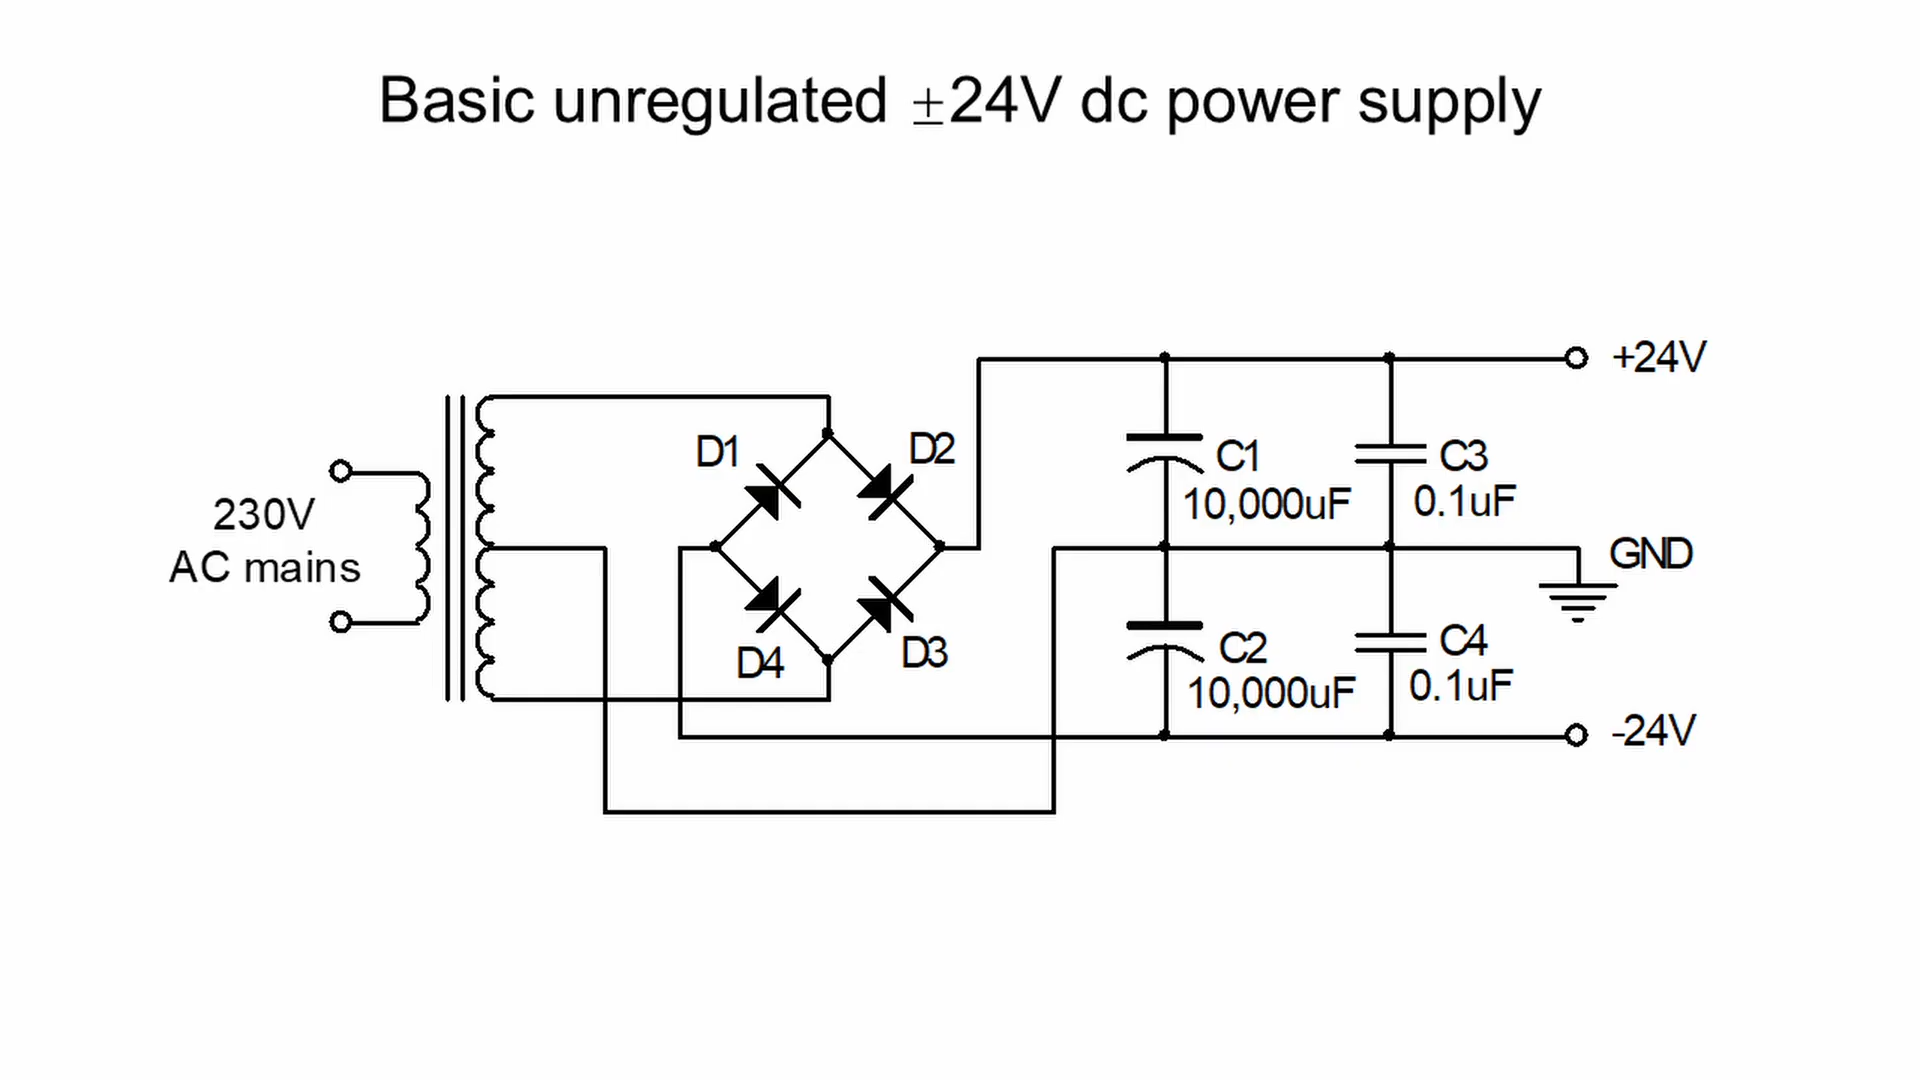 Basic unregulated ±24V dc power supply
+24V
D1
D2
C1
10,000uF
C3
0.1uF
230V
AC mains
GND
D4
D3
C2
10,000uF
C4
0.1uF
-24V